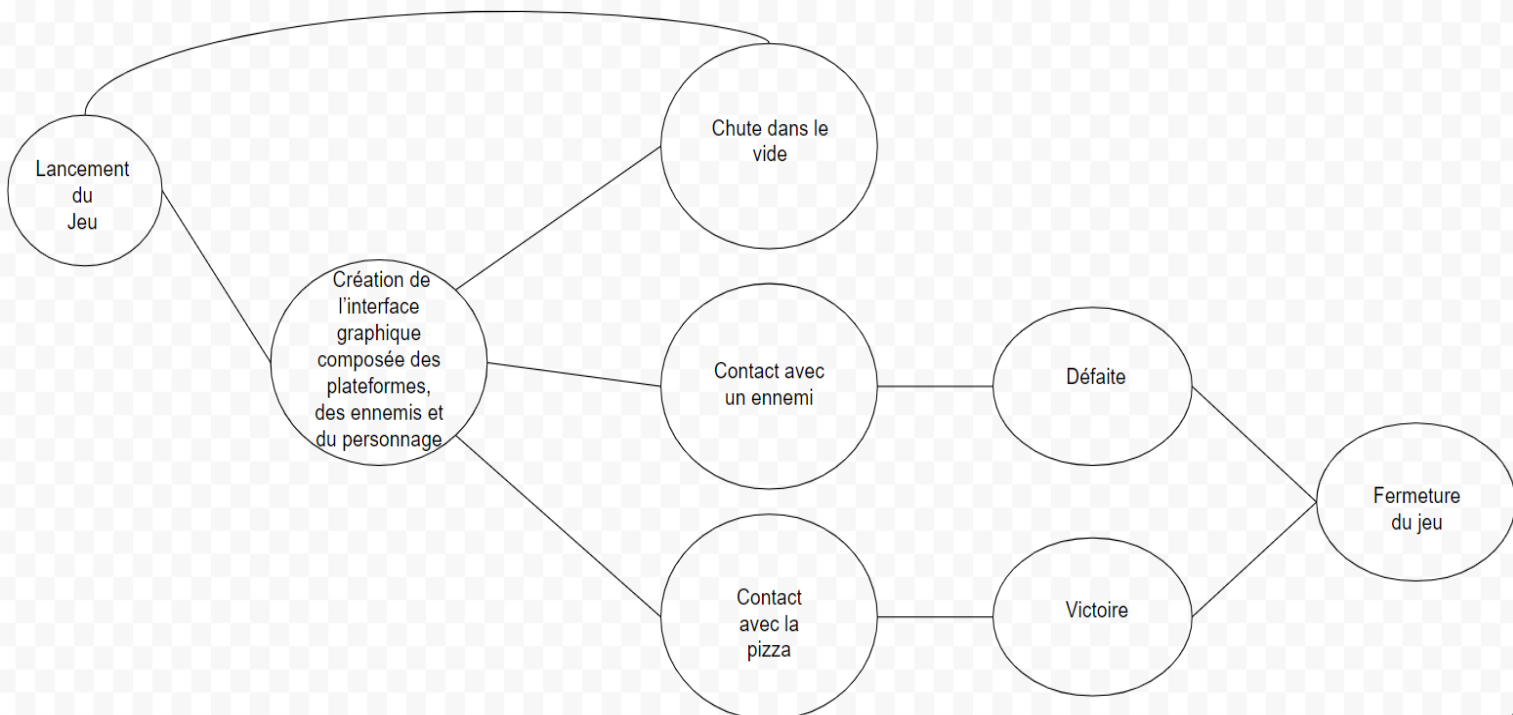 Lancement
du
Jeu
Création de
l'interface
graphique
composée des
plateformes,
des ennemis et
du personnage
Chute dans le
vide
Contact avec
un ennemi
Contact
avec la
pizza
Défaite
Victoire
Fermeture
du jeu